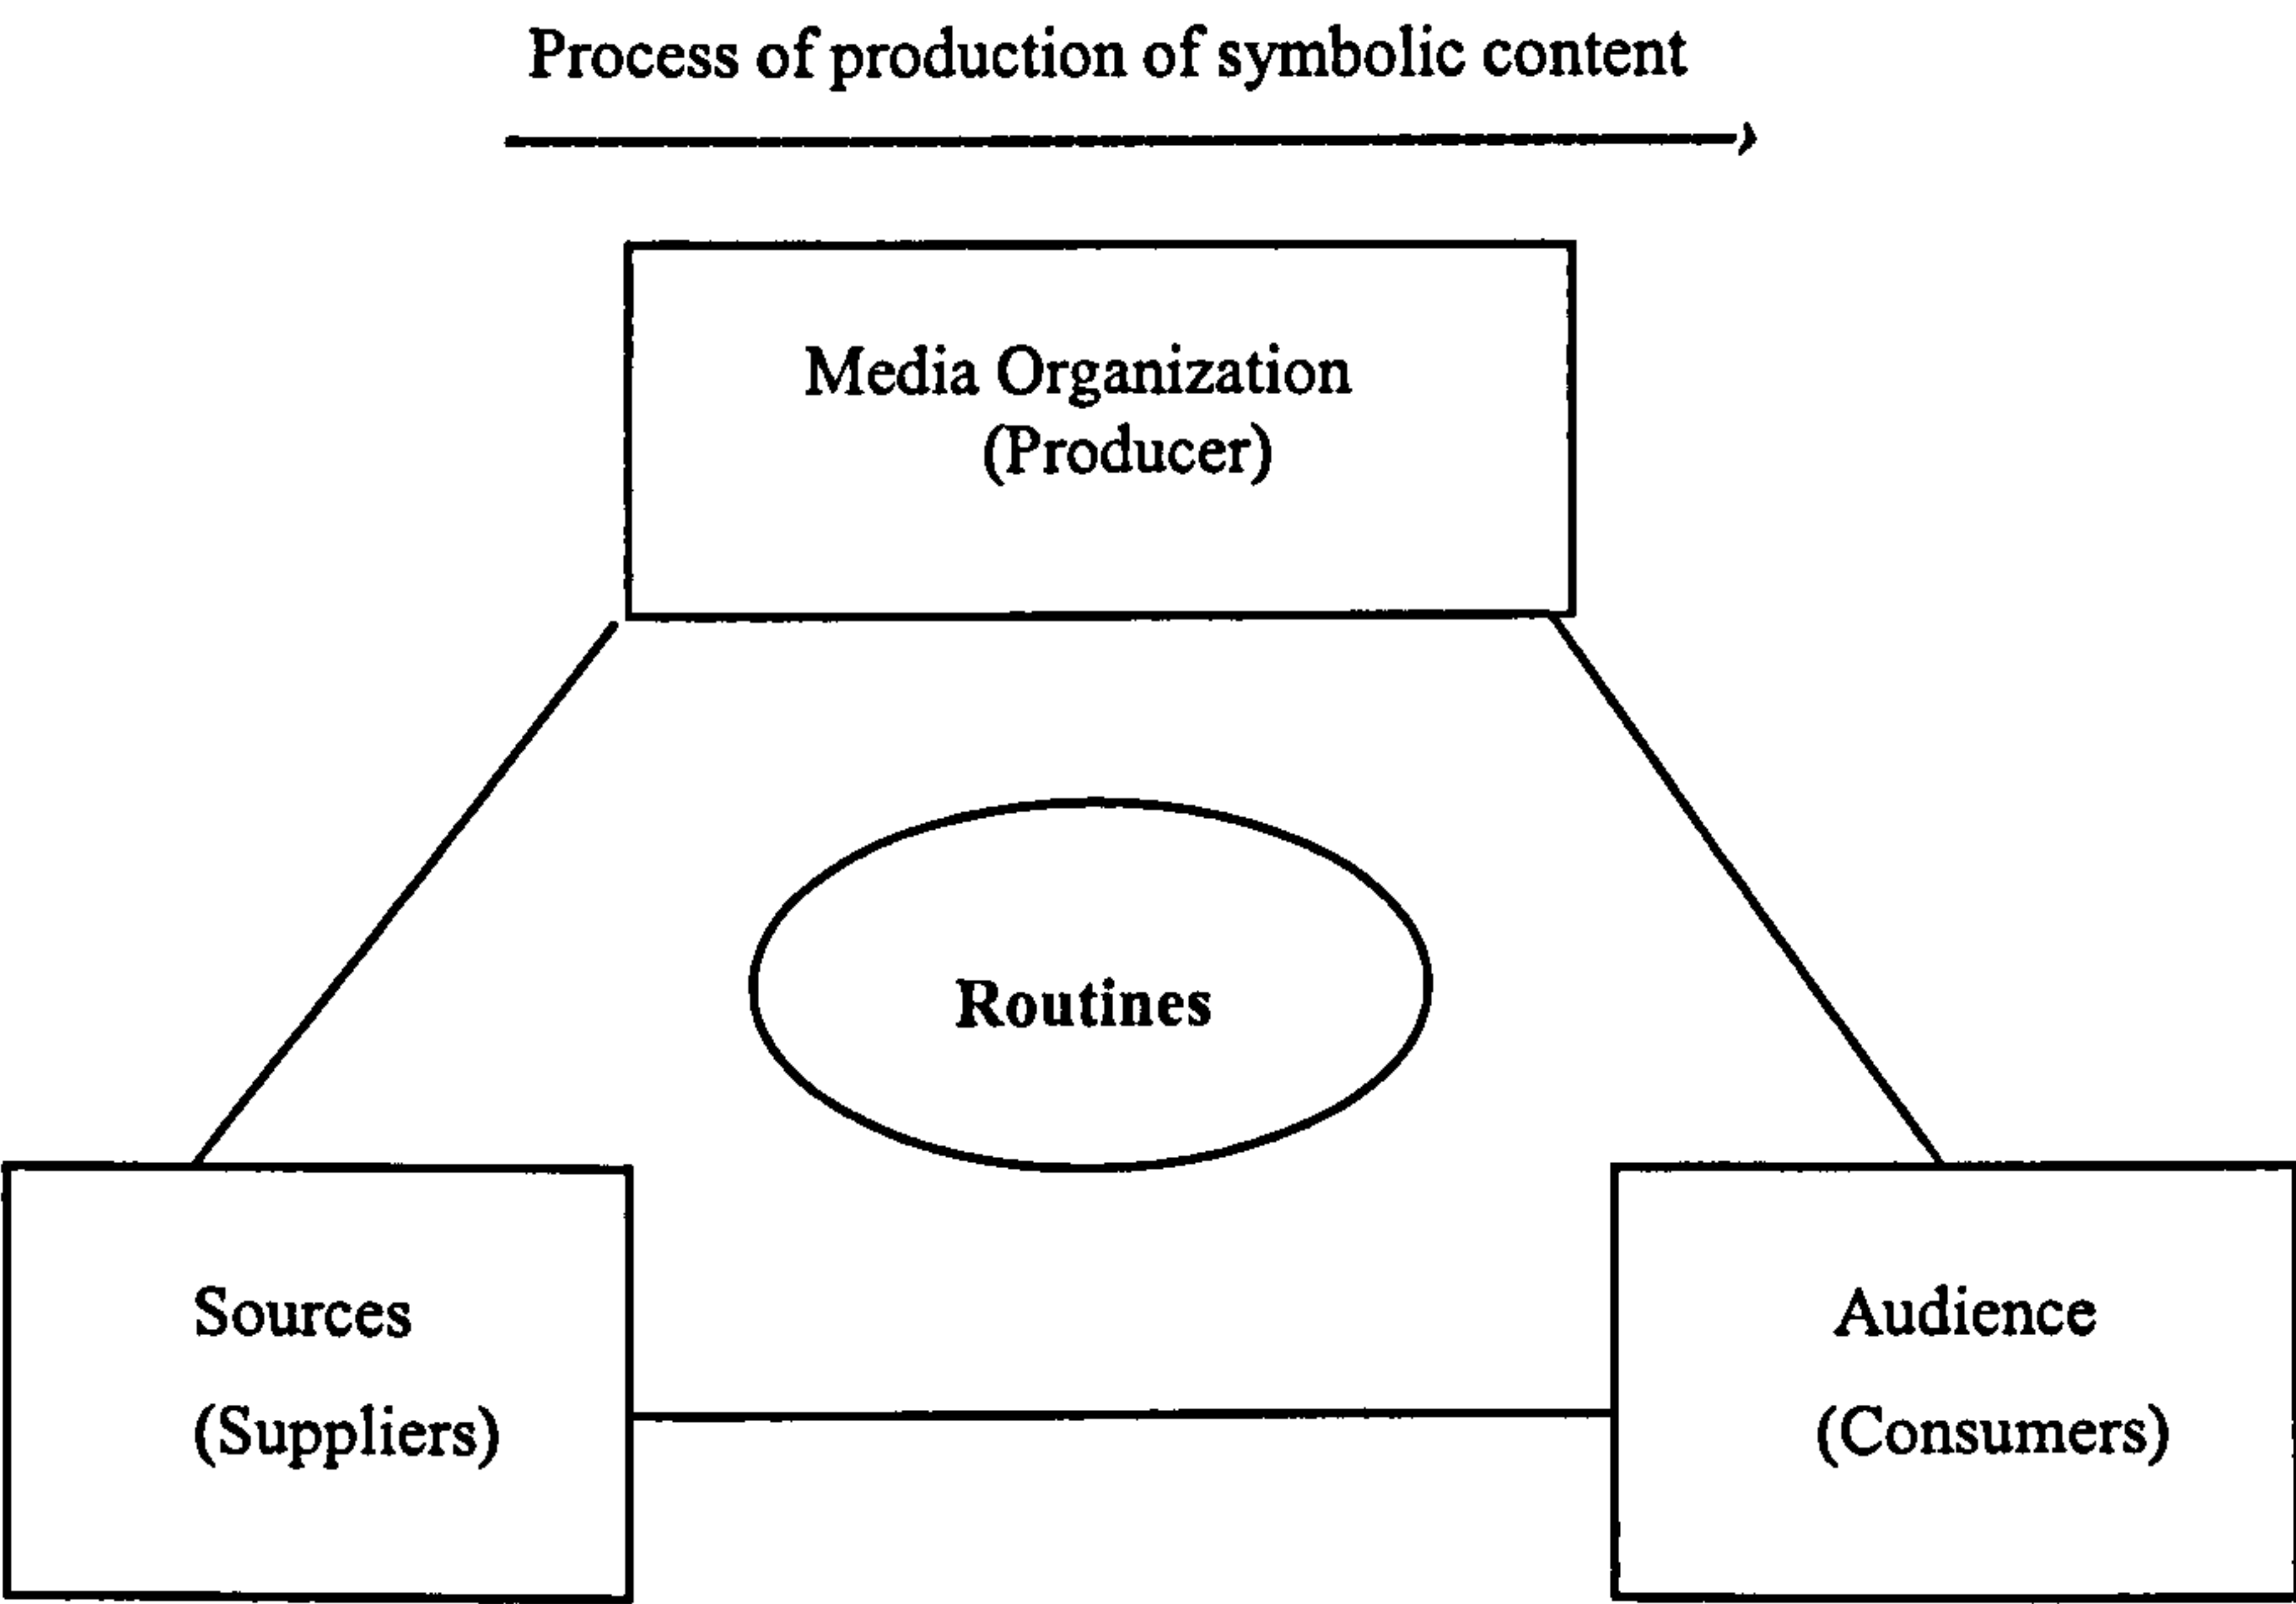 Process of production of symbolic content
Media Organization
(Producer)
Routines
Sources
(Suppliers)
Audience
(Consumers)